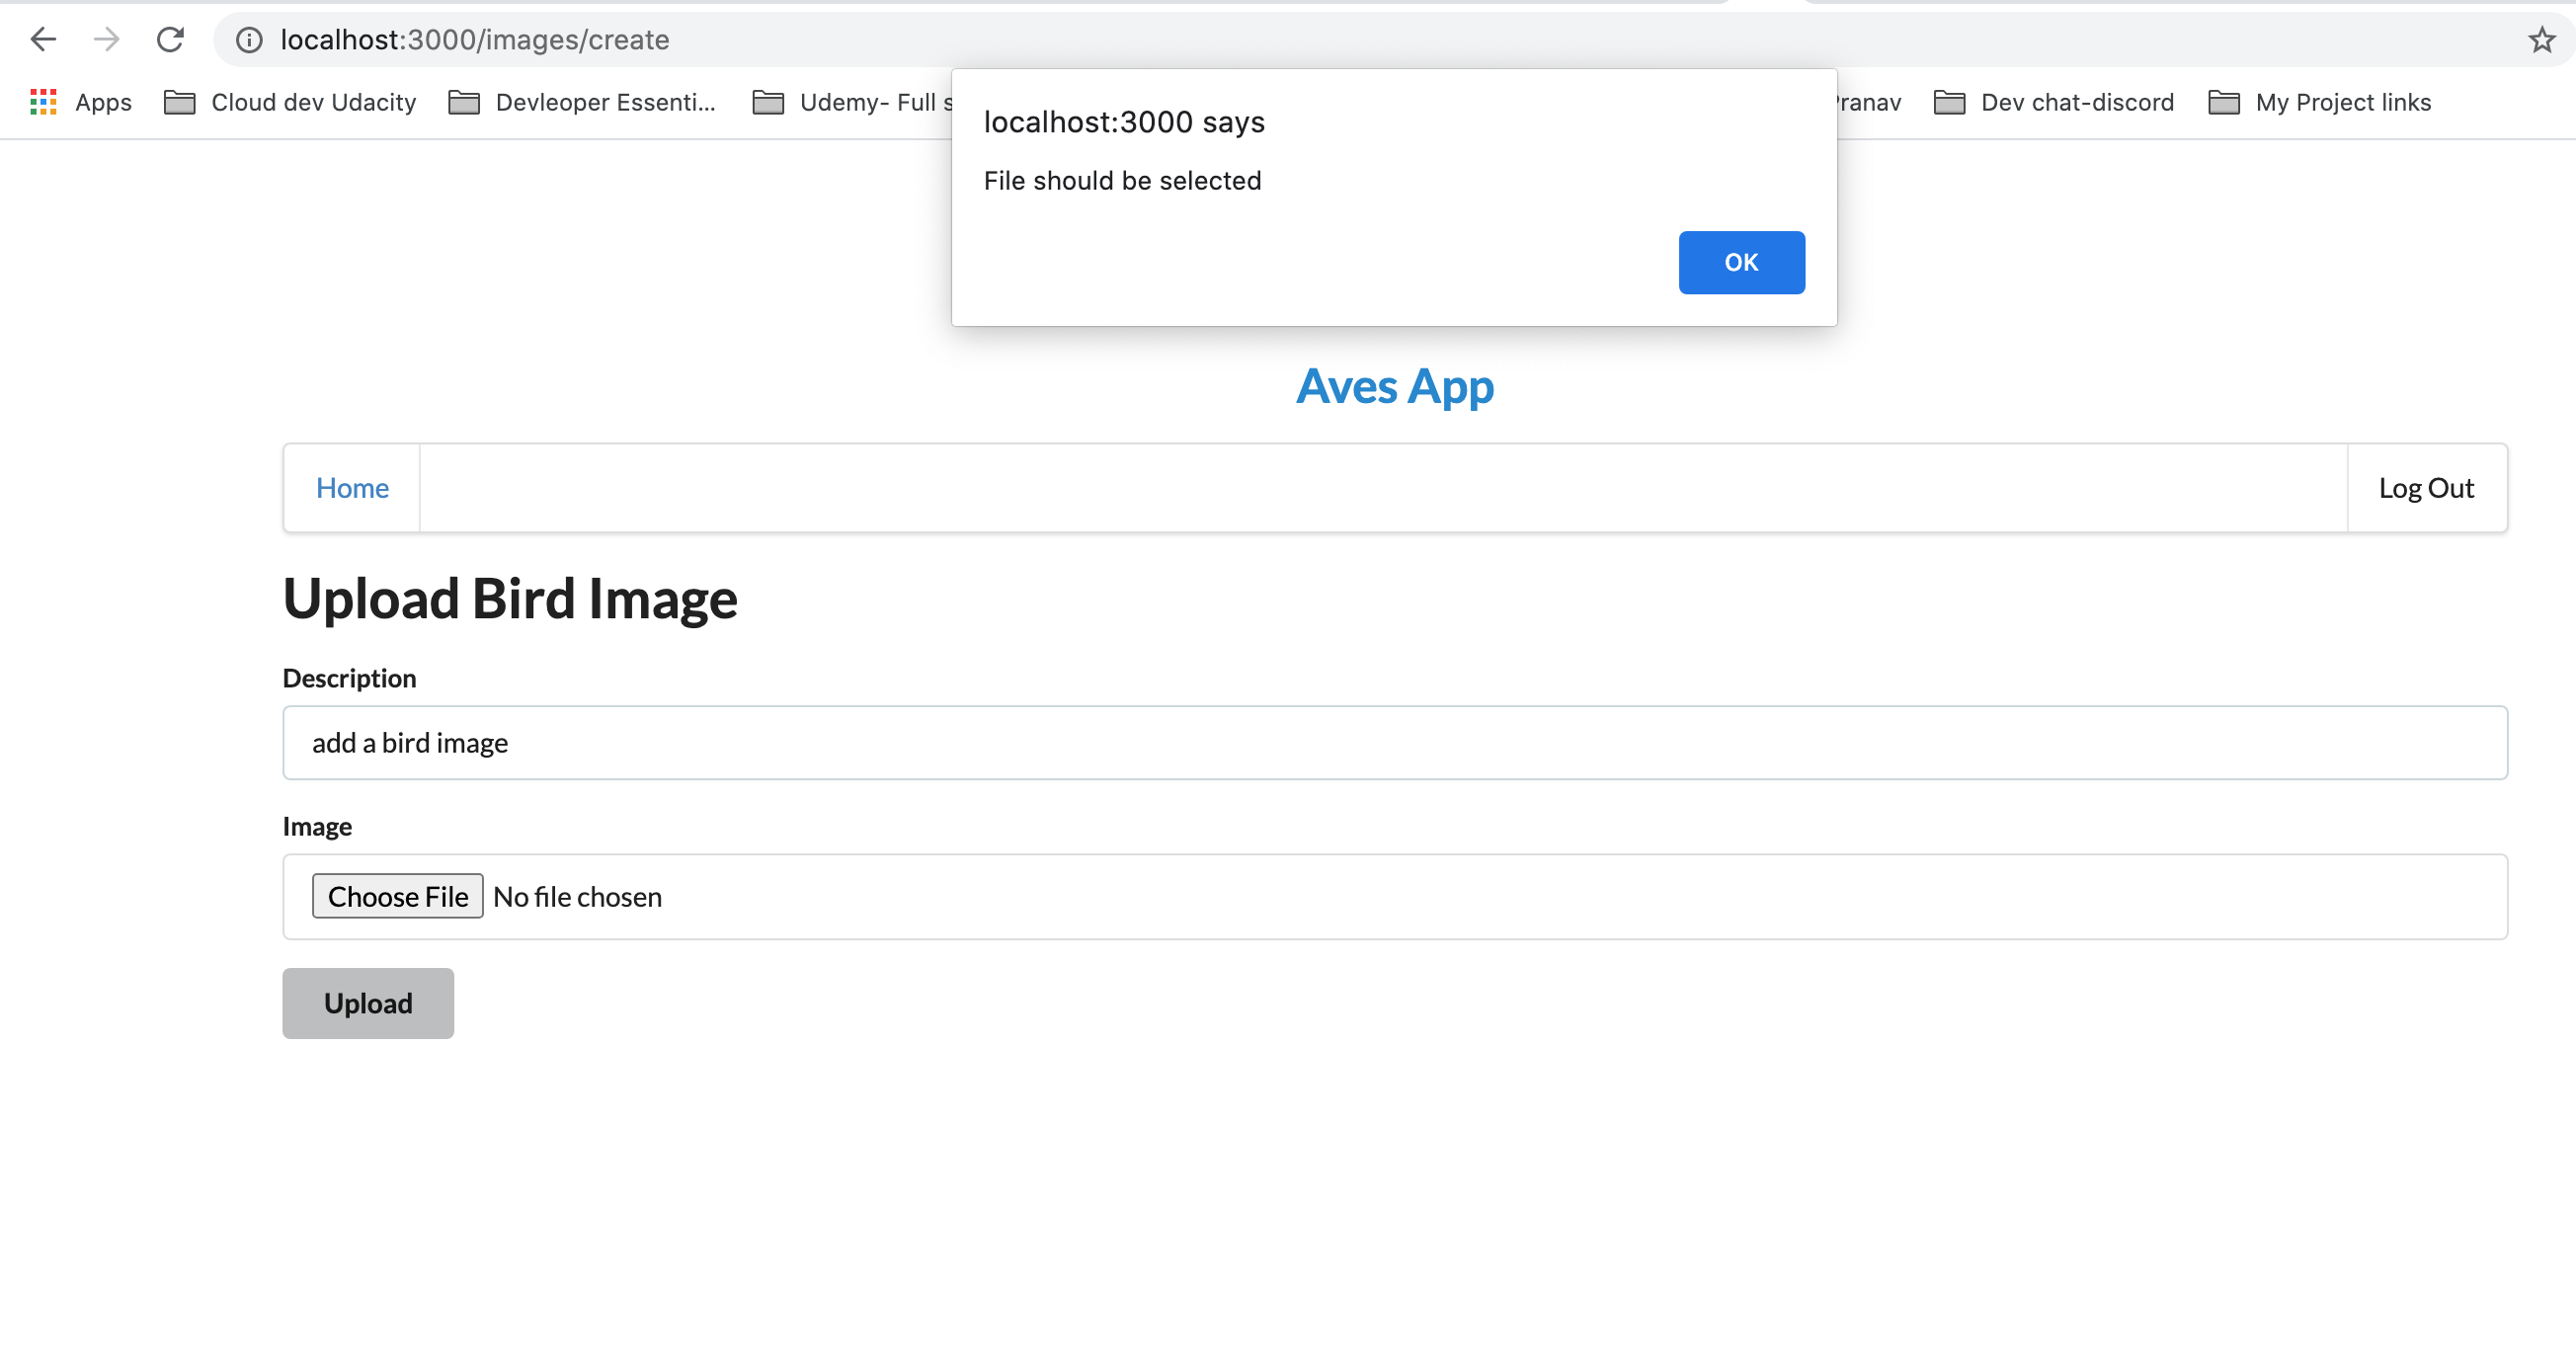 localhost:3000/images/create
Apps Cloud dev Udacity Devleoper Essenti... Udemy- Full Dev chat-discord My Project links
localhost:3000 says
File should be selected
OK
Aves App
Home
Log Out
Upload Bird Image
Description
add a bird image
Image
Choose File No file chosen
Upload